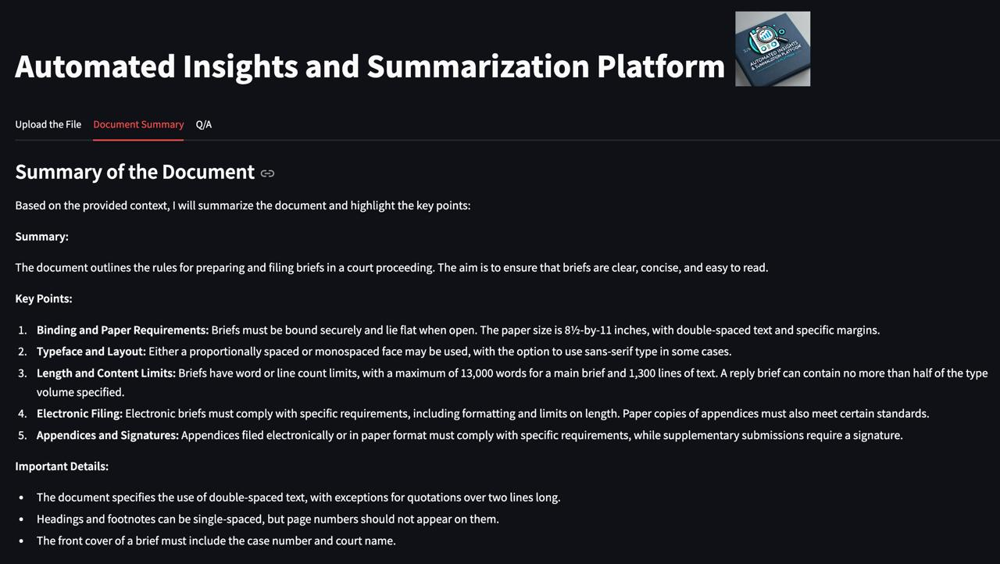 Automated Insights and Summarization Platform
AUTOMATED INSIGHTS
& SUMMARIZATION PLATFORM
Upload the File Document Summary Q/A
Summary of the Document
Based on the provided context, I will summarize the document and highlight the key points:
Summary:
The document outlines the rules for preparing and filing briefs in a court proceeding. The aim is to ensure that briefs are clear, concise, and easy to read.
Key Points:
1. Binding and Paper Requirements: Briefs must be bound securely and lie flat when open. The paper size is 8½-by-11 inches, with double-spaced text and specific margins.
2. Typeface and Layout: Either a proportionally spaced or monospaced face may be used, with the option to use sans-serif type in some cases.
3. Length and Content Limits: Briefs have word or line count limits, with a maximum of 13,000 words for a main brief and 1,300 lines of text. A reply brief can contain no more than half of the type
volume specified.
4. Electronic Filing: Electronic briefs must comply with specific requirements, including formatting and limits on length. Paper copies of appendices must also meet certain standards.
5. Appendices and Signatures: Appendices filed electronically or in paper format must comply with specific requirements, while supplementary submissions require a signature.
Important Details:
• The document specifies the use of double-spaced text, with exceptions for quotations over two lines long.
• Headings and footnotes can be single-spaced, but page numbers should not appear on them.
• The front cover of a brief must include the case number and court name.